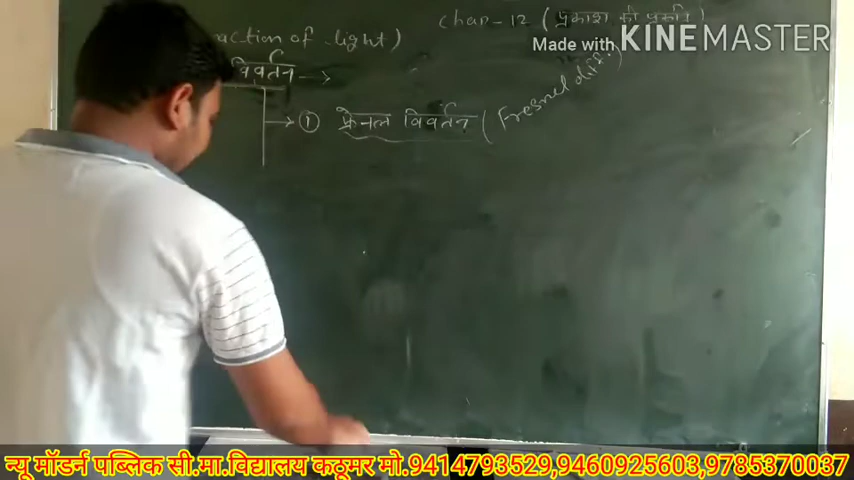 chap-12 (प्रकाश की प्रकृति)
raction of light)
Made with KINEMASTER
विवर्तन →
→ ① फ्रेनल विवर्तन (Fresnel diff.)
न्यू मॉडर्न पब्लिक सी.मा.विद्यालय कठूमर मो.9414793529,9460925603,9785370037